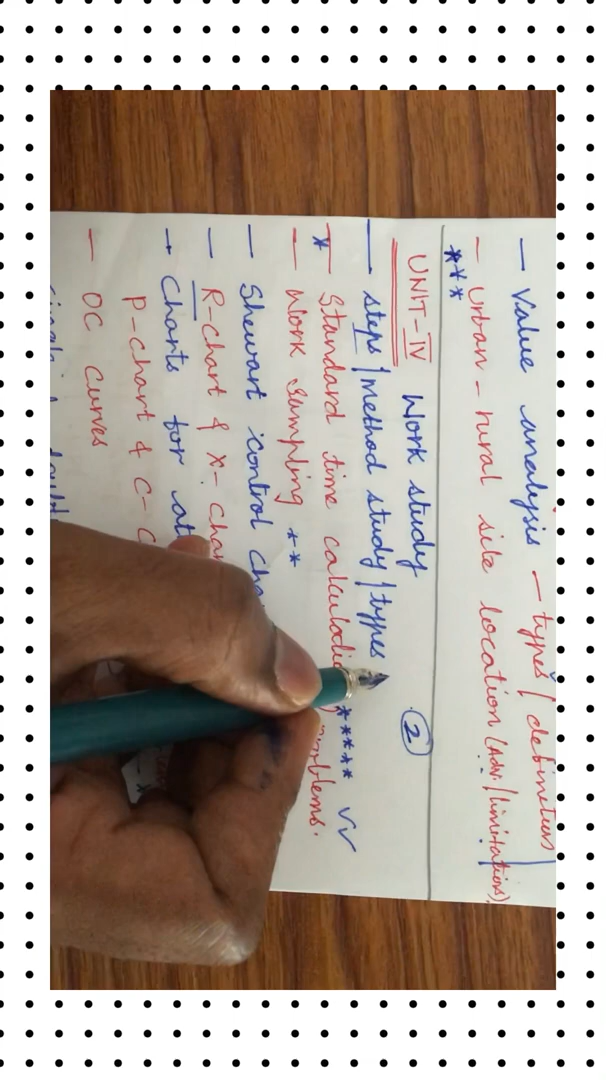 — Value analysis — types / definition
— Urban - rural site location (Adv. / limitations)
***
UNIT-IV Work study ②
— steps / method study / types
* — Standard time calculation problems. ***** ✓✓
— Work sampling **
— Shewart control
— R-chart & X-
→ Charts for
P-chart & C-
— OC curves